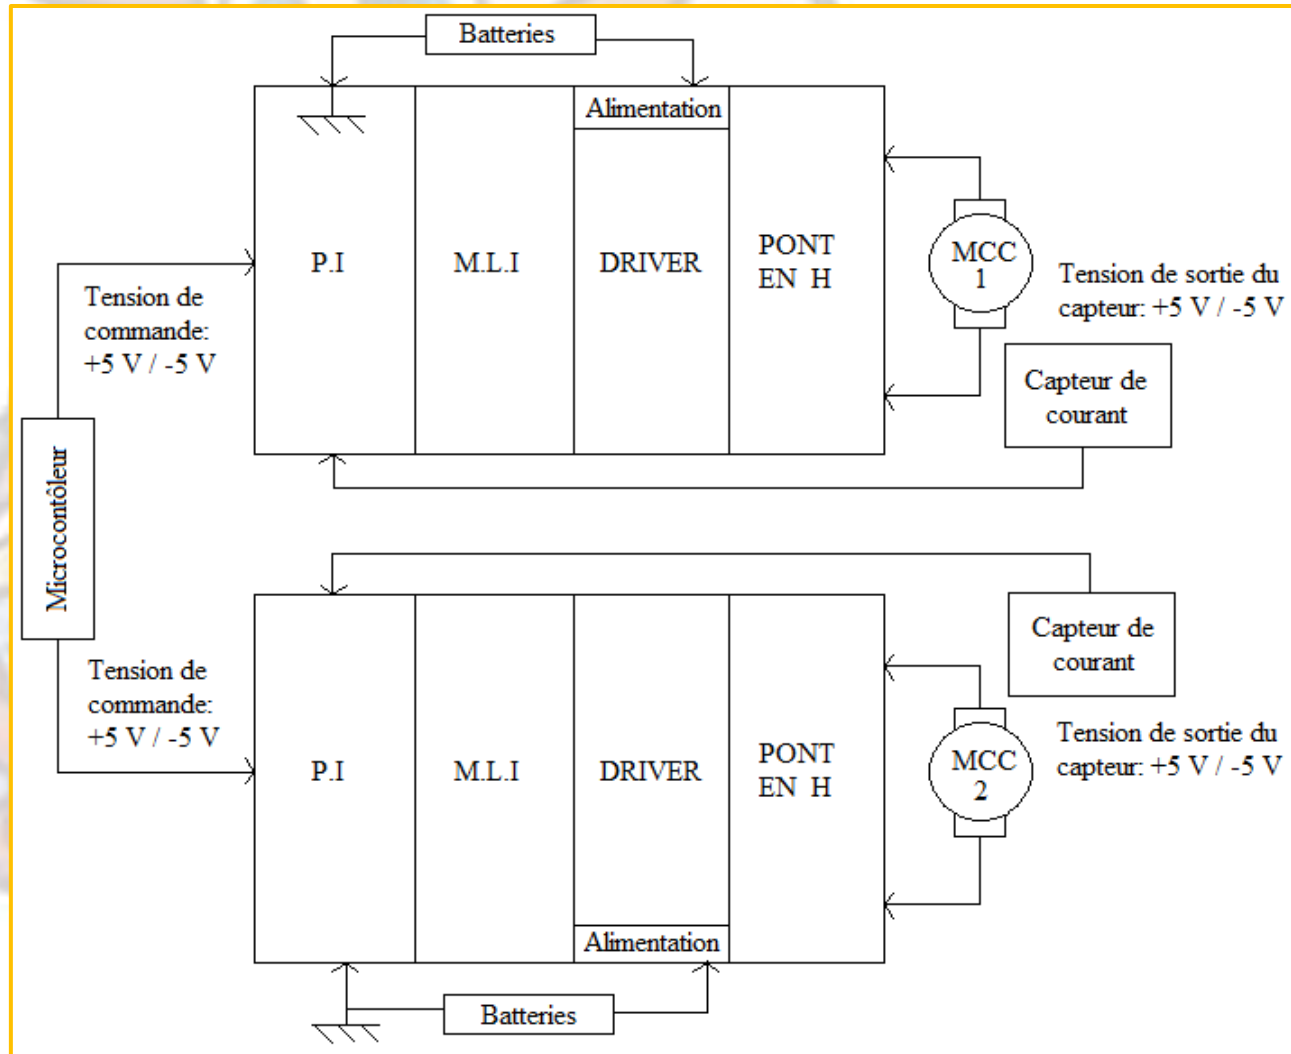 Batteries
Alimentation
P.I
M.L.I
DRIVER
PONT
EN H
MCC
1
Tension de sortie du
capteur: +5 V / -5 V
Tension de
commande:
+5 V / -5 V
Capteur de
courant
Microcontôleur
Capteur de
courant
Tension de
commande:
+5 V / -5 V
P.I
M.L.I
DRIVER
PONT
EN H
MCC
2
Tension de sortie du
capteur: +5 V / -5 V
Alimentation
Batteries